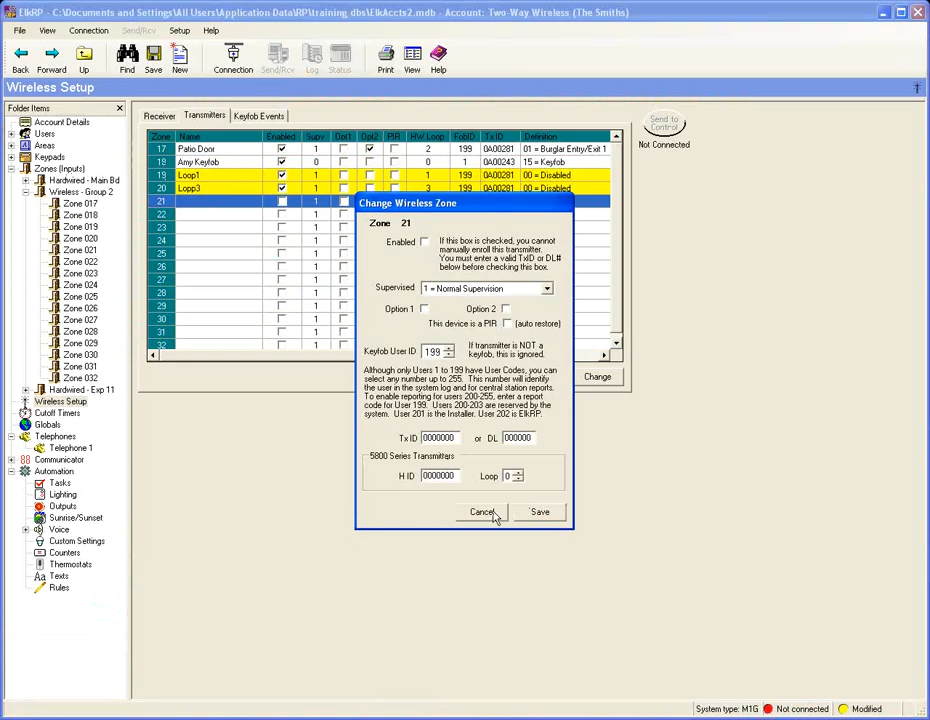 ElkRP - C:\Documents and Settings\All Users\Application Data\RP\training dbs\ElkAccts2.mdb - Account: Two-Way Wireless (The Smiths)
File View Connection Send/Rcv Setup Help
Back Forward Up Find Save New Connection Send/Rcv Log Status Print View Help
Wireless Setup
Folder Items
Account Details
Users
Areas
Keypads
Zones (Inputs)
Hardwired - Main Bd
Wireless - Group 2
Zone 017
Zone 018
Zone 019
Zone 020
Zone 021
Zone 022
Zone 023
Zone 024
Zone 025
Zone 026
Zone 027
Zone 028
Zone 029
Zone 030
Zone 031
Zone 032
Hardwired - Exp 11
Wireless Setup
Cutoff Timers
Globals
Telephones
Telephone 1
Communicator
Automation
Tasks
Lighting
Outputs
Sunrise/Sunset
Voice
Custom Settings
Counters
Thermostats
Aa Texts
Rules
Receiver Transmitters Keyfob Events
Zone Name Enabled Supv Opt1 Opt2 PIR HW Loop FobID Tx ID Definition
17 Patio Door 1 2 199 0A00281 01 = Burglar Entry/Exit 1
18 Amy Keyfob 0 0 1 0A00243 15 = Keyfob
19 Loop1 1 1 199 0A00281 00 = Disabled
20 Lopp3 1 3 199 0A00281 00 = Disabled
21 1
22 1
23 1
24 1
25 1
26 1
27 1
28 1
29 1
30 1
31 1
32 1
Change
Send to
Control
Not Connected
Change Wireless Zone
Zone 21
Enabled
If this box is checked, you cannot
manually enroll this transmitter.
You must enter a valid TxID or DL#
below before checking this box.
Supervised 1 = Normal Supervision
Option 1 Option 2
This device is a PIR (auto restore)
Keyfob User ID 199
If transmitter is NOT a
keyfob, this is ignored.
Although only Users 1 to 199 have User Codes, you can
select any number up to 255. This number will identify
the user in the system log and for central station reports.
To enable reporting for users 200-255, enter a report
code for User 199. Users 200-203 are reserved by the
system. User 201 is the Installer. User 202 is ElkRP.
Tx ID 0000000 or DL 000000
5800 Series Transmitters
H ID 0000000 Loop 0
Cancel Save
System type: M1G Not connected Modified